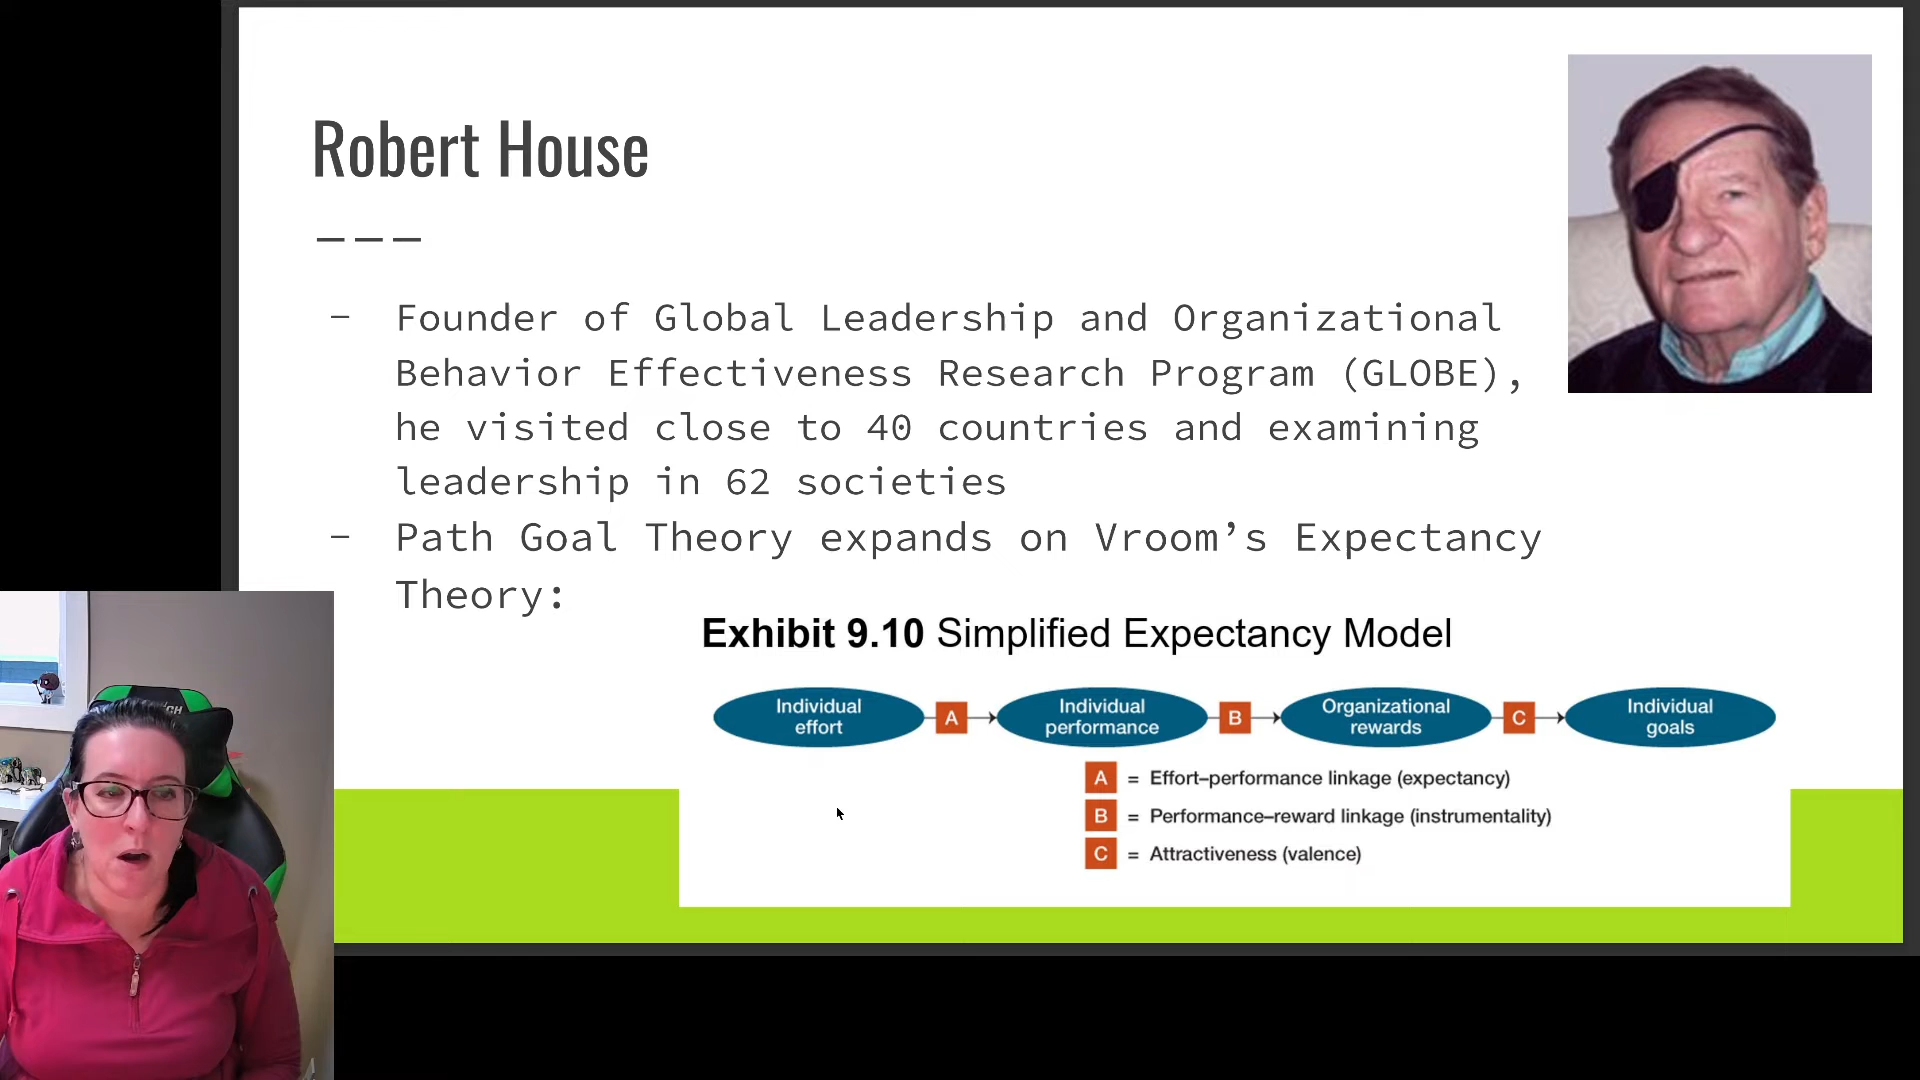 Robert House
– Founder of Global Leadership and Organizational
Behavior Effectiveness Research Program (GLOBE),
he visited close to 40 countries and examining
leadership in 62 societies
– Path Goal Theory expands on Vroom’s Expectancy
Theory:
Exhibit 9.10 Simplified Expectancy Model
Individual
effort
A
Individual
performance
B
Organizational
rewards
C
Individual
goals
A = Effort–performance linkage (expectancy)
B = Performance–reward linkage (instrumentality)
C = Attractiveness (valence)